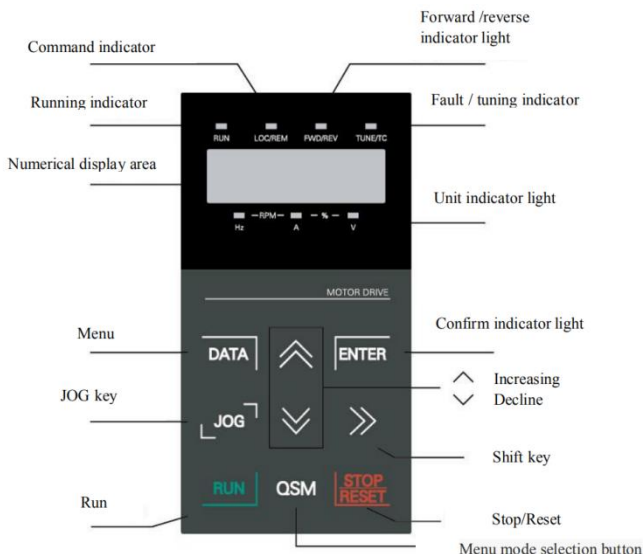 Forward /reverse
indicator light
Command indicator
Running indicator
Fault / tuning indicator
RUN LOC/REM FWD/REV TUNE/TC
Numerical display area
Unit indicator light
RPM %
Hz A V
MOTOR DRIVE
Confirm indicator light
Menu
DATA ENTER
Increasing
Decline
JOG key
JOG
Shift key
RUN QSM STOP
RESET
Run
Stop/Reset
Menu mode selection button